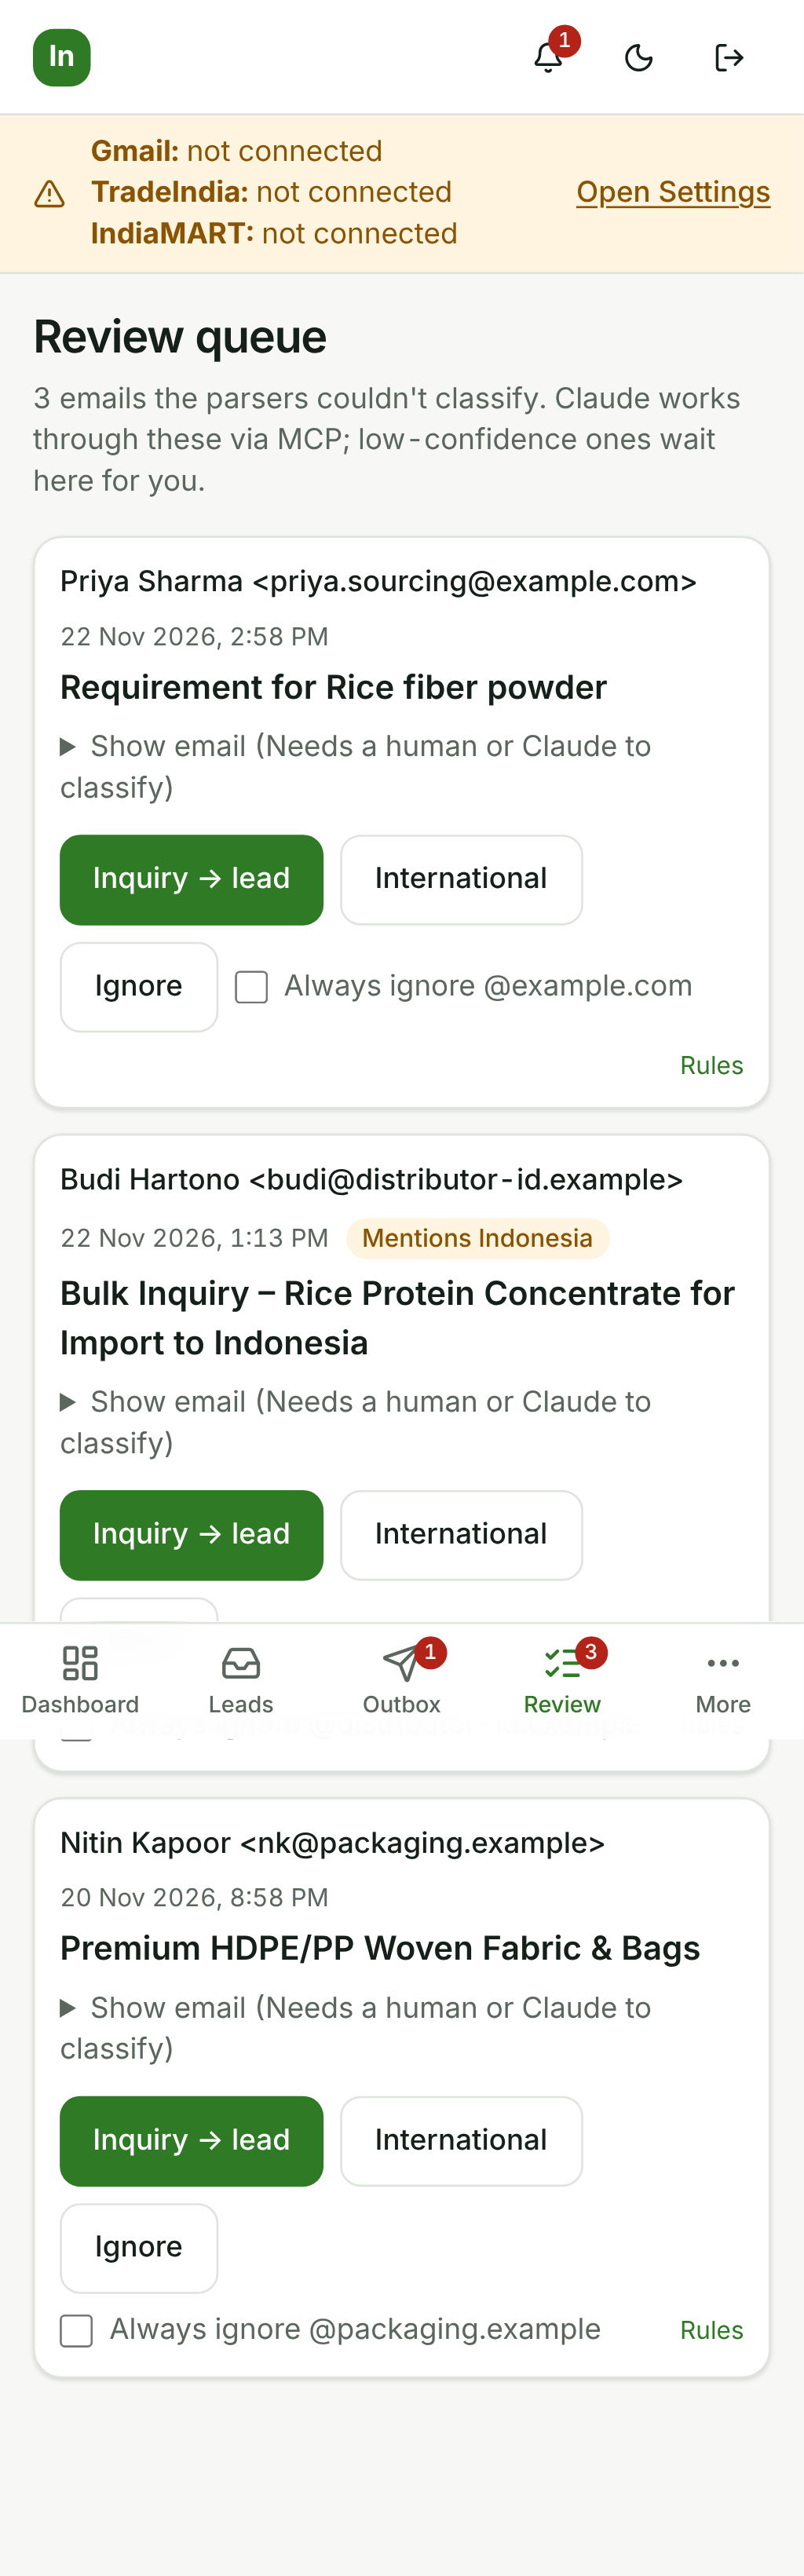 In
1
Gmail: not connected
TradeIndia: not connected
IndiaMART: not connected
Open Settings
Review queue
3 emails the parsers couldn't classify. Claude works
through these via MCP; low-confidence ones wait
here for you.
Priya Sharma <priya.sourcing@example.com>
22 Nov 2026, 2:58 PM
Requirement for Rice fiber powder
▶ Show email (Needs a human or Claude to
classify)
Inquiry → lead
International
Ignore
Always ignore @example.com
Rules
Budi Hartono <budi@distributor-id.example>
22 Nov 2026, 1:13 PM
Mentions Indonesia
Bulk Inquiry – Rice Protein Concentrate for
Import to Indonesia
▶ Show email (Needs a human or Claude to
classify)
Inquiry → lead
International
1
3
Dashboard
Leads
Outbox
Review
More
Nitin Kapoor <nk@packaging.example>
20 Nov 2026, 8:58 PM
Premium HDPE/PP Woven Fabric & Bags
▶ Show email (Needs a human or Claude to
classify)
Inquiry → lead
International
Ignore
Always ignore @packaging.example
Rules